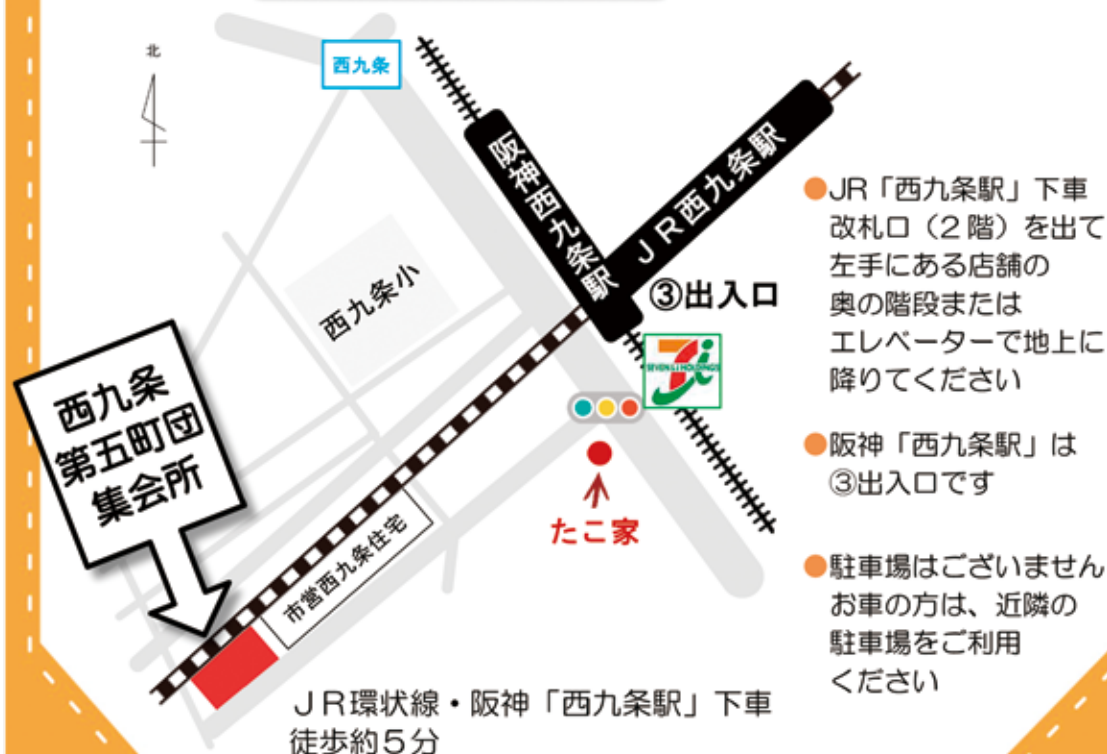 北
西九条
阪神西九条駅
JR西九条駅
③出入口
西九条小
SEVEN & i HOLDINGS
西九条
第五町団
集会所
たこ家
市営西九条住宅
●JR「西九条駅」下車
改札口（2階）を出て
左手にある店舗の
奥の階段または
エレベーターで地上に
降りてください
●阪神「西九条駅」は
③出入口です
●駐車場はございません
お車の方は、近隣の
駐車場をご利用
ください
JR環状線・阪神「西九条駅」下車
徒歩約5分